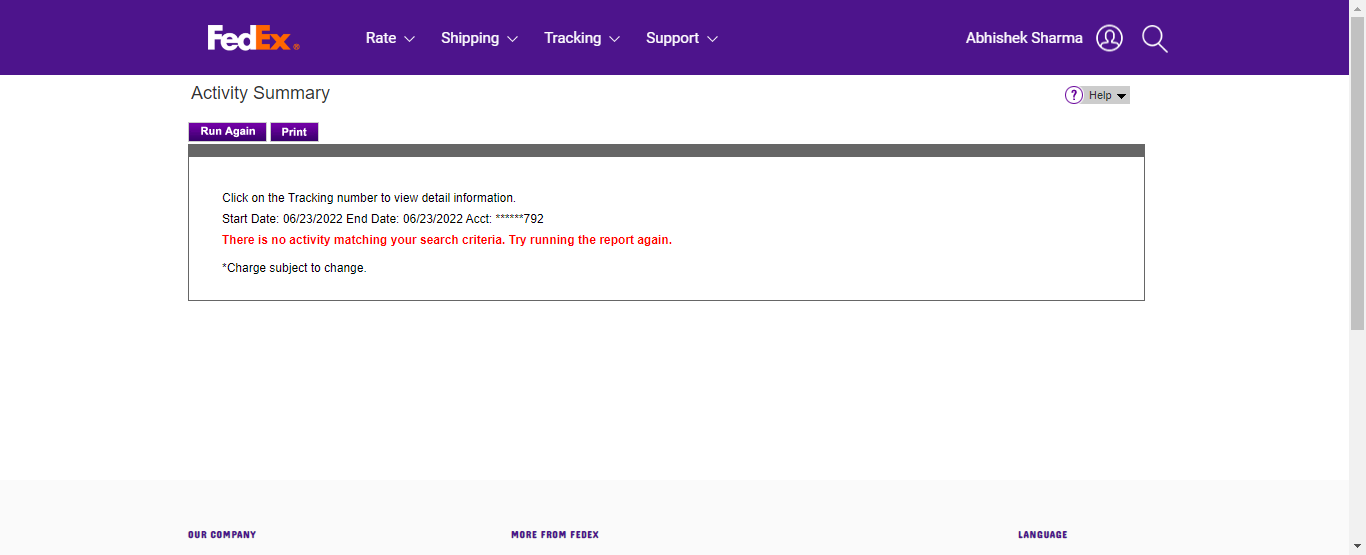 FedEx® Rate Shipping Tracking Support Abhishek Sharma
Activity Summary
? Help
Run Again Print
Click on the Tracking number to view detail information.
Start Date: 06/23/2022 End Date: 06/23/2022 Acct: ******792
There is no activity matching your search criteria. Try running the report again.
*Charge subject to change.
OUR COMPANY MORE FROM FEDEX LANGUAGE